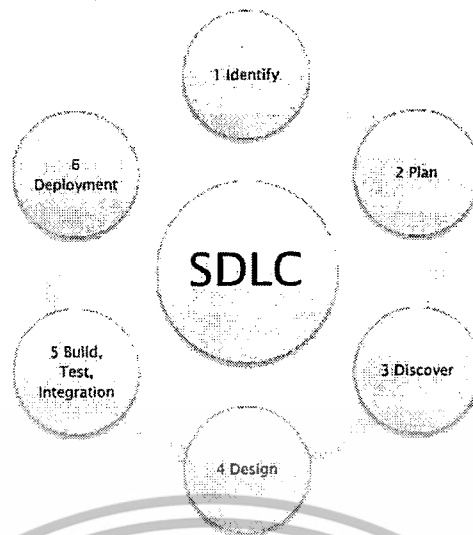 1 Identify
2 Plan
3 Discover
4 Design
5 Build,
Test,
Integration
6
Deployment
SDLC